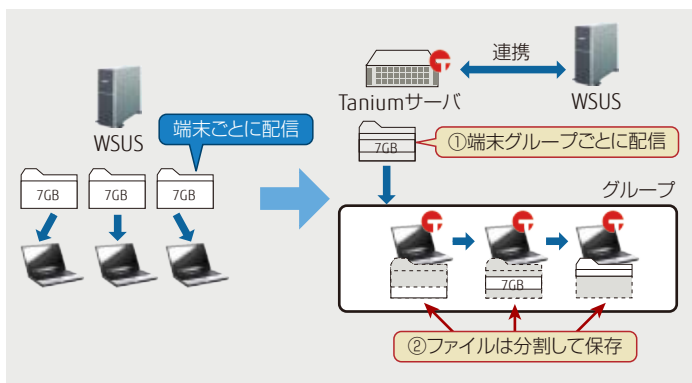 WSUS
端末ごとに配信
7GB
7GB
7GB
連携
Taniumサーバ
WSUS
7GB
①端末グループごとに配信
グループ
7GB
②ファイルは分割して保存